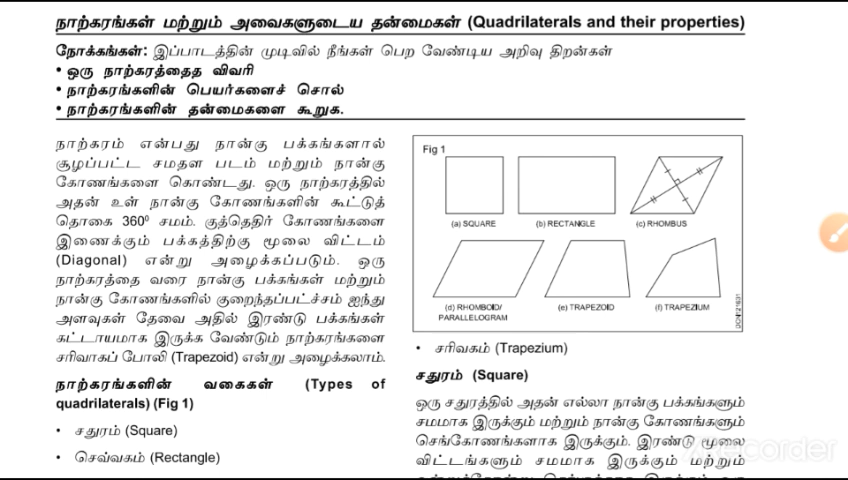 நாற்கரங்கள் மற்றும் அவைகளுடைய தன்மைகள் (Quadrilaterals and their properties)
நோக்கங்கள்: இப்பாடத்தின் முடிவில் நீங்கள் பெற வேண்டிய அறிவு திறன்கள்
• ஒரு நாற்கரத்தைத விவரி
• நாற்கரங்களின் பெயர்களைச் சொல்
• நாற்கரங்களின் தன்மைகளை கூறுக.
நாற்கரம் என்பது நான்கு பக்கங்களால்
சூழப்பட்ட சமதள படம் மற்றும் நான்கு
கோணங்களை கொண்டது. ஒரு நாற்கரத்தில்
அதன் உள் நான்கு கோணங்களின் கூட்டுத்
தொகை 360⁰ சமம். குத்தெதிர் கோணங்களை
இணைக்கும் பக்கத்திற்கு மூலை விட்டம்
(Diagonal) என்று அழைக்கப்படும். ஒரு
நாற்கரத்தை வரை நான்கு பக்கங்கள் மற்றும்
நான்கு கோணங்களில் குறைந்தப்பட்ச்சம் ஐந்து
அளவுகள் தேவை அதில் இரண்டு பக்கங்கள்
கட்டாயமாக இருக்க வேண்டும் நாற்கரங்களை
சரிவாகப் போலி (Trapezoid) என்று அழைக்கலாம்.
நாற்கரங்களின் வகைகள் (Types of
quadrilaterals) (Fig 1)
• சதுரம் (Square)
• செவ்வகம் (Rectangle)
Fig 1
(a) SQUARE
(b) RECTANGLE
(c) RHOMBUS
(d) RHOMBOID/
PARALLELOGRAM
(e) TRAPEZOID
(f) TRAPEZIUM
• சரிவகம் (Trapezium)
சதுரம் (Square)
ஒரு சதுரத்தில் அதன் எல்லா நான்கு பக்கங்களும்
சமமாக இருக்கும் மற்றும் நான்கு கோணங்களும்
செங்கோணங்களாக இருக்கும். இரண்டு மூலை
விட்டங்களும் சமமாக இருக்கும் மற்றும்